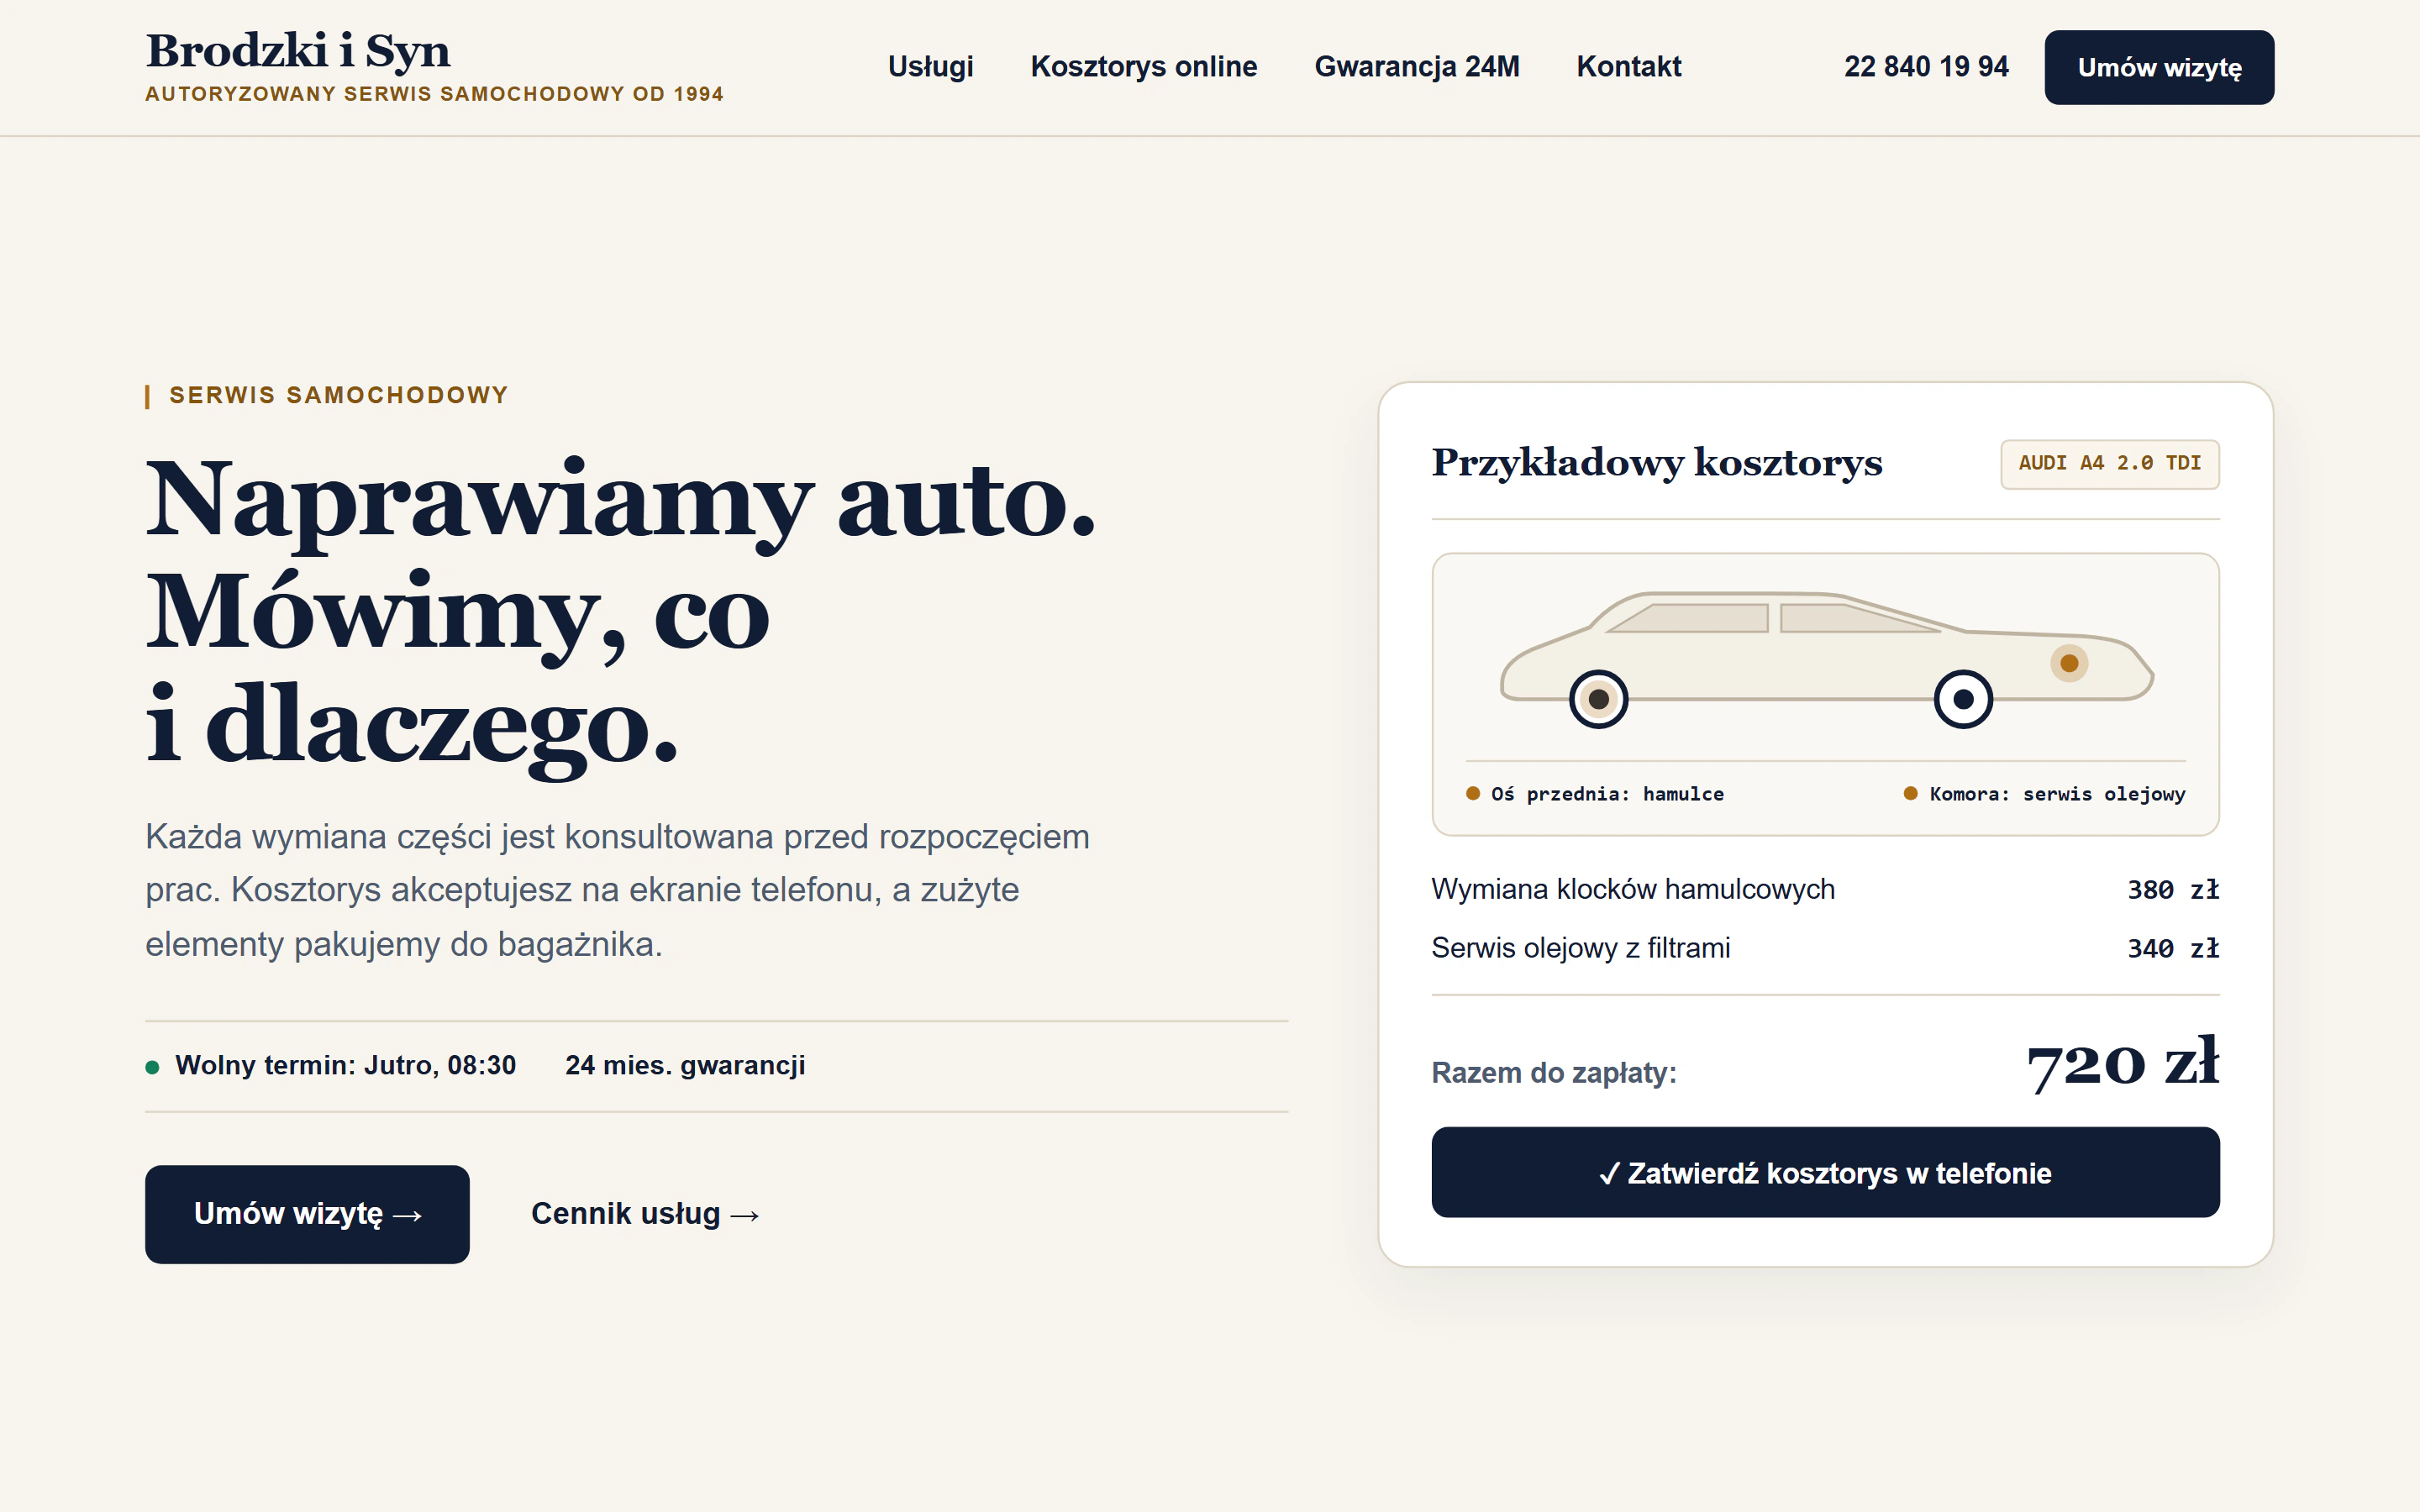 Brodzki i Syn
AUTORYZOWANY SERWIS SAMOCHODOWY OD 1994
Usługi
Kosztorys online
Gwarancja 24M
Kontakt
22 840 19 94
Umów wizytę
SERWIS SAMOCHODOWY
Naprawiamy auto.
Mówimy, co
i dlaczego.
Każda wymiana części jest konsultowana przed rozpoczęciem
prac. Kosztorys akceptujesz na ekranie telefonu, a zużyte
elementy pakujemy do bagażnika.
Wolny termin: Jutro, 08:30
24 mies. gwarancji
Umów wizytę →
Cennik usług →
Przykładowy kosztorys
AUDI A4 2.0 TDI
Oś przednia: hamulce
Komora: serwis olejowy
Wymiana klocków hamulcowych 380 zł
Serwis olejowy z filtrami 340 zł
Razem do zapłaty: 720 zł
✓ Zatwierdź kosztorys w telefonie